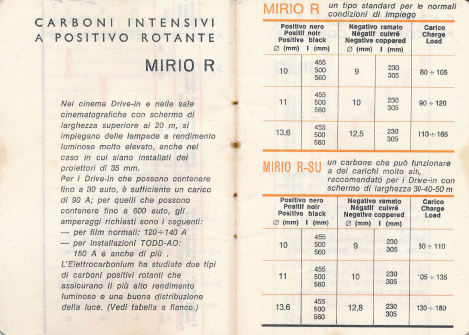 CARBONI INTENSIVI
A POSITIVO ROTANTE
MIRIO R
Nei cinema Drive-in e nelle sale
cinematografiche con schermo di
larghezza superiore ai 20 m, si
impiegano delle lampade a rendimento
luminoso molto elevato, anche nel
caso in cui siano installati dei
proiettori di 35 mm.
Per i Drive-in che possono contenere
fino a 30 auto, è sufficiente un carico
di 90 A; per quelli che possono
contenere fino a 600 auto, gli
amperaggi richiesti sono i seguenti:
— per film normali: 120÷140 A
— per installazioni TODD-AO:
150 A e anche di più .
L'Elettrocarbonium ha studiato due tipi
di carboni positivi rotanti che
assicurano il più alto rendimento
luminoso e una buona distribuzione
della luce. (Vedi tabella a fianco.)
MIRIO R un tipo standard per le normali
condizioni di impiego
Positivo nero Negativo ramato Carico
Positif noir Négatif cuivré Charge
Positive black Negative coppered Load
∅ (mm) l (mm) ∅ (mm) l (mm)
10 455 500 560 9 230 305 80 ÷ 105
11 455 500 560 10 230 305 90 ÷ 120
13,6 455 500 560 12,5 230 305 110 ÷ 165
MIRIO R-SU un carbone che può funzionare
a dei carichi molto alti,
raccomandato per i Drive-in con
schermo di larghezza 30-40-50 m
Positivo nero Negativo ramato Carico
Positif noir Négatif cuivré Charge
Positive black Negative coppered Load
∅ (mm) l (mm) ∅ (mm) l (mm)
10 455 500 560 9 230 305 80 ÷ 110
11 455 500 560 10 230 305 105 ÷ 135
13,6 455 500 560 12,8 230 305 130 ÷ 180